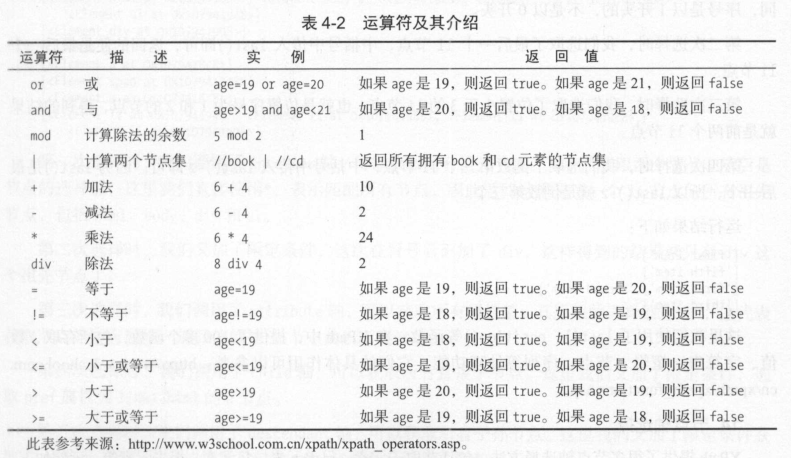 表 4-2 运算符及其介绍
运算符 描 述 实 例 返 回 值
or 或 age=19 or age=20 如果 age 是 19，则返回 true。如果 age 是 21，则返回 false
and 与 age>19 and age<21 如果 age 是 20，则返回 true。如果 age 是 18，则返回 false
mod 计算除法的余数 5 mod 2 1
| 计算两个节点集 //book | //cd 返回所有拥有 book 和 cd 元素的节点集
+ 加法 6 + 4 10
- 减法 6 - 4 2
* 乘法 6 * 4 24
div 除法 8 div 4 2
= 等于 age=19 如果 age 是 19，则返回 true。如果 age 是 20，则返回 false
!= 不等于 age!=19 如果 age 是 18，则返回 true。如果 age 是 19，则返回 false
< 小于 age<19 如果 age 是 18，则返回 true。如果 age 是 19，则返回 false
<= 小于或等于 age<=19 如果 age 是 19，则返回 true。如果 age 是 20，则返回 false
> 大于 age>19 如果 age 是 20，则返回 true。如果 age 是 19，则返回 false
>= 大于或等于 age>=19 如果 age 是 19，则返回 true。如果 age 是 18，则返回 false
此表参考来源：http://www.w3school.com.cn/xpath/xpath_operators.asp。